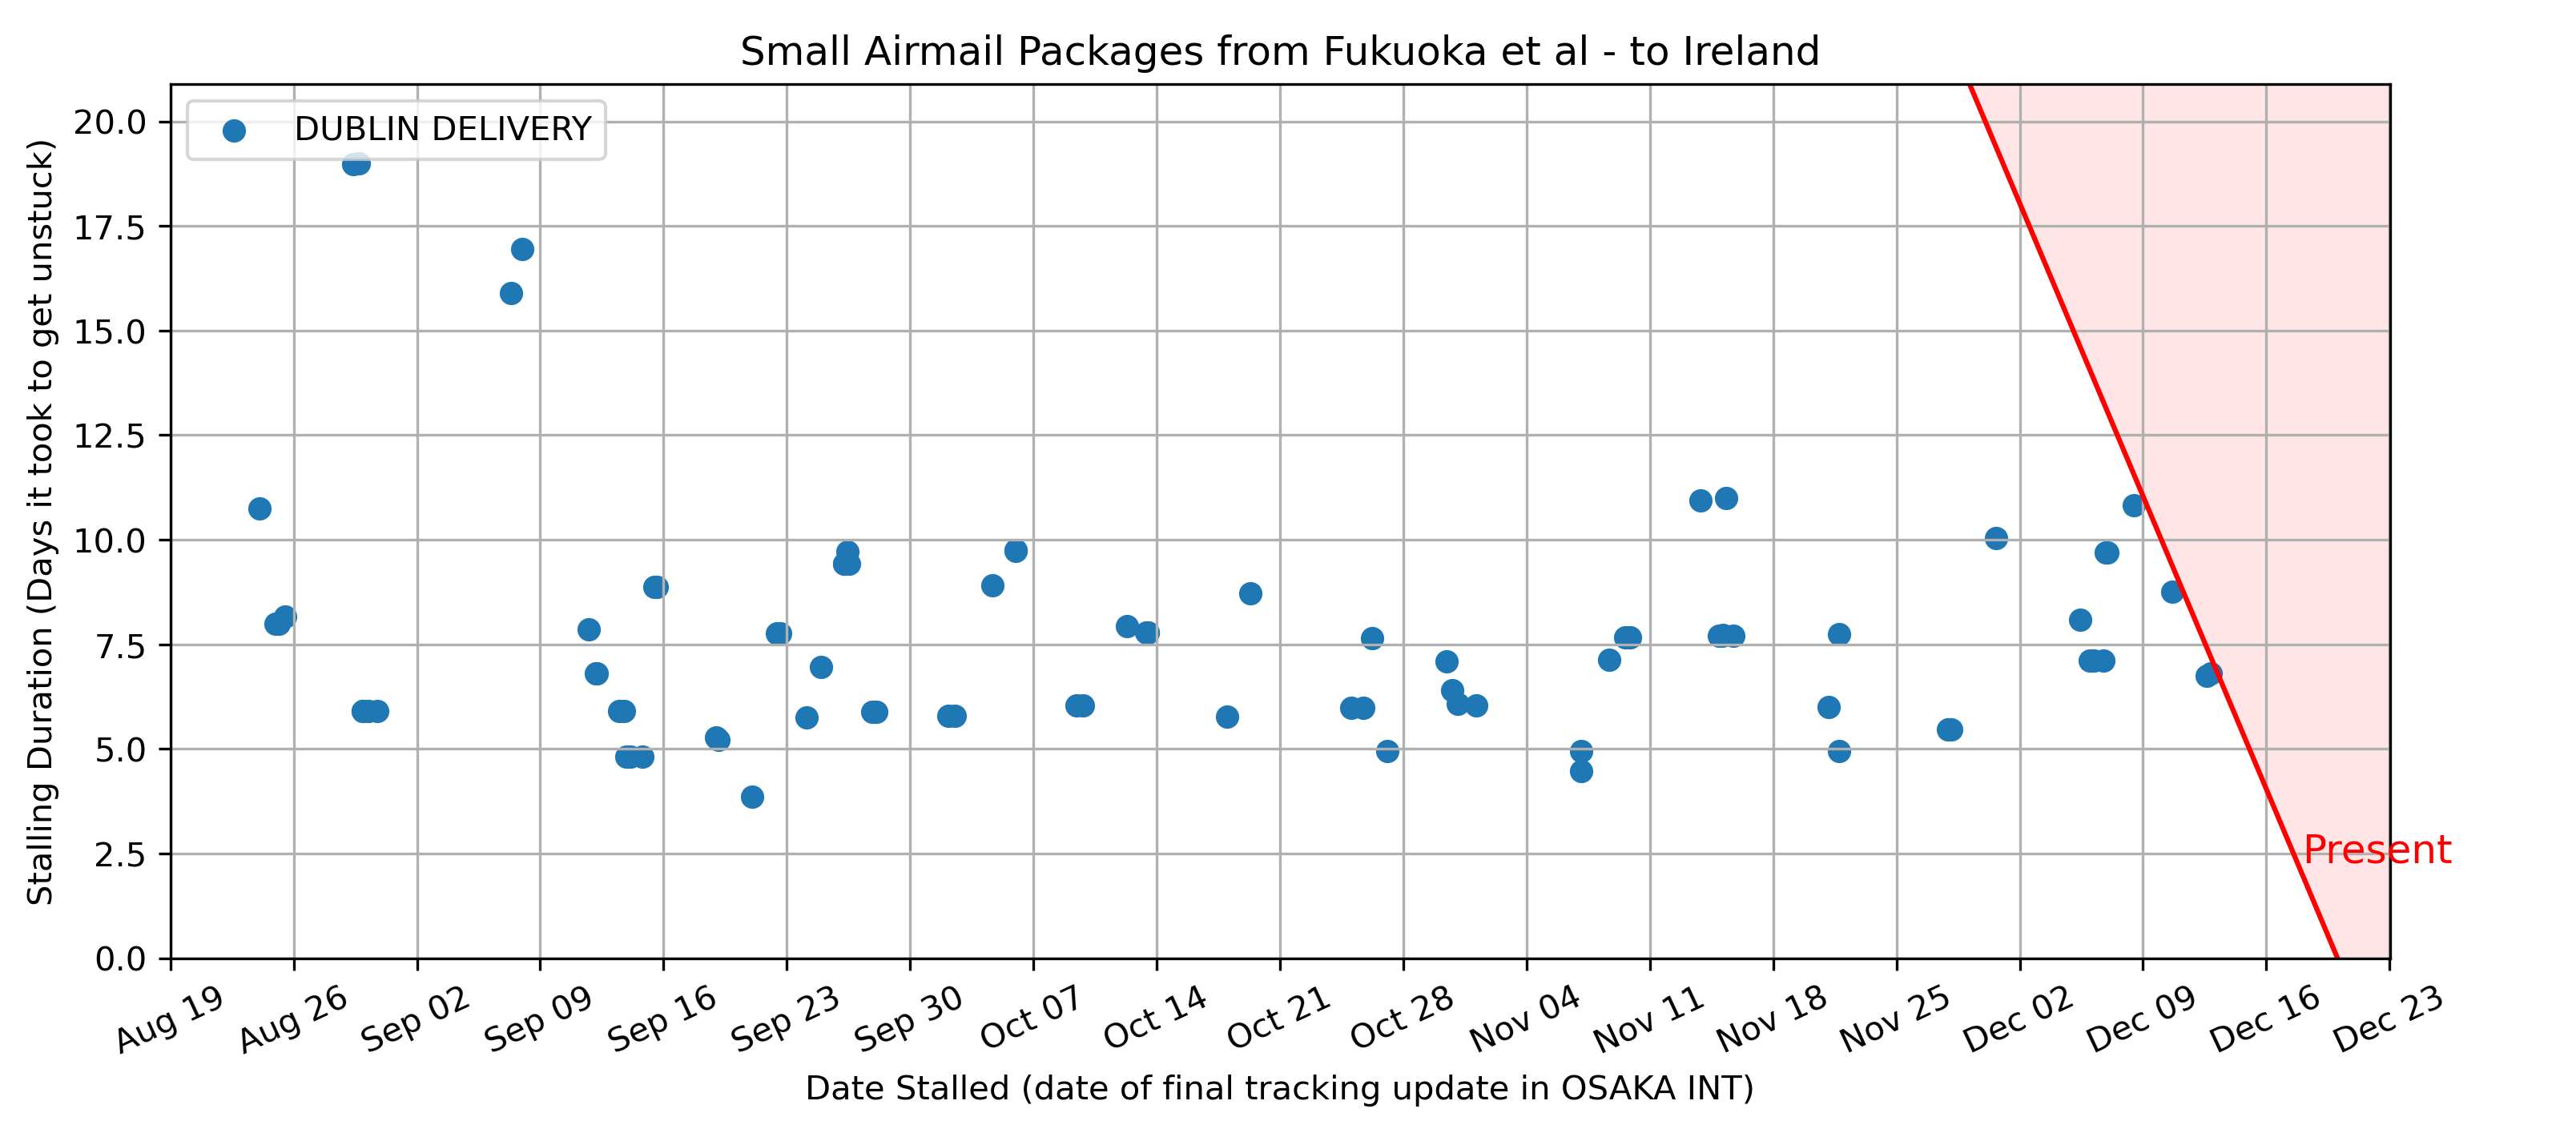 Small Airmail Packages from Fukuoka et al - to Ireland
DUBLIN DELIVERY
Stalling Duration (Days it took to get unstuck)
20.0
17.5
15.0
12.5
10.0
7.5
5.0
2.5
0.0
Present
Aug 19
Aug 26
Sep 02
Sep 09
Sep 16
Sep 23
Sep 30
Oct 07
Oct 14
Oct 21
Oct 28
Nov 04
Nov 11
Nov 18
Nov 25
Dec 02
Dec 09
Dec 16
Dec 23
Date Stalled (date of final tracking update in OSAKA INT)